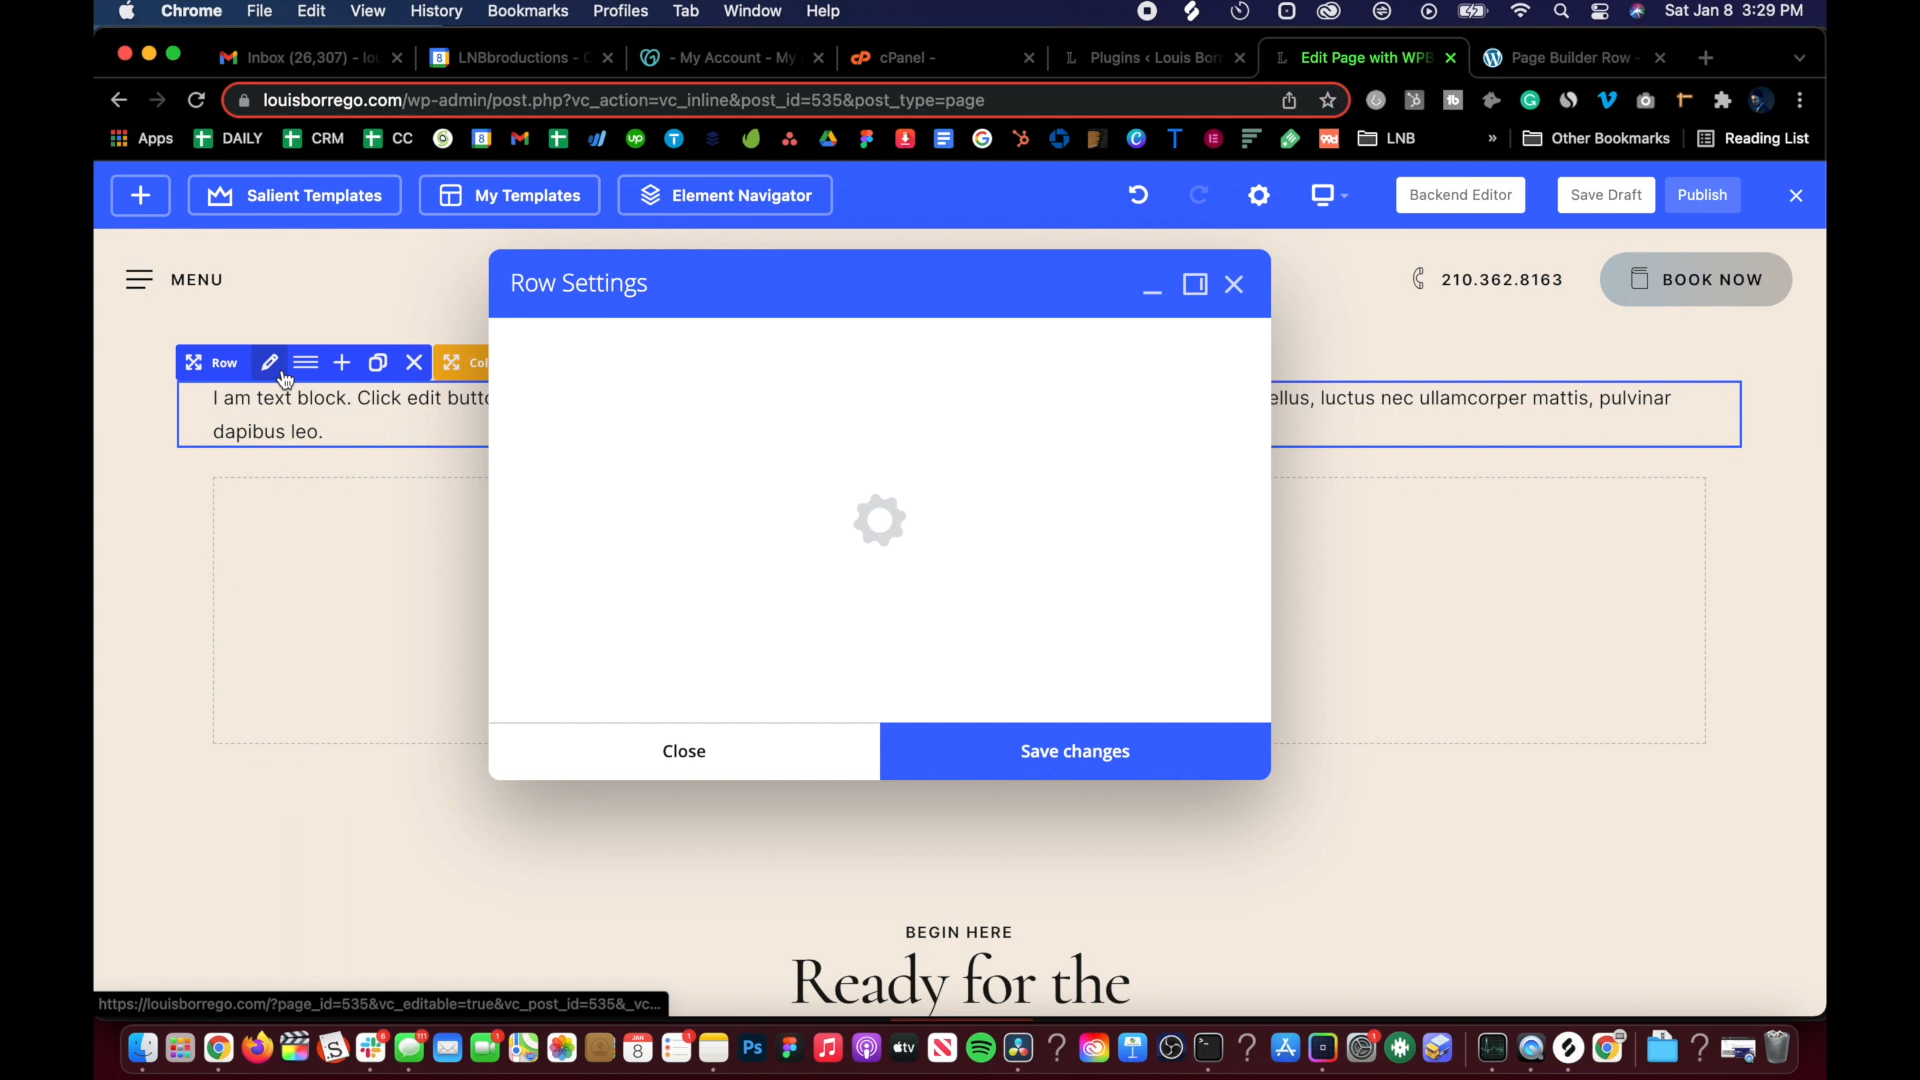 Chrome File Edit View History Bookmarks Profiles Tab Window Help Sat Jan 8 3:29 PM
Inbox (26,307) - lo LNBbroductions - C - My Account - My cPanel - Plugins ‹ Louis Borr Edit Page with WPB Page Builder Row -
louisborrego.com/wp-admin/post.php?vc_action=vc_inline&post_id=535&post_type=page
Apps DAILY CRM CC LNB » Other Bookmarks Reading List
Salient Templates My Templates Element Navigator Backend Editor Save Draft Publish
MENU 210.362.8163 BOOK NOW
Row Settings
Row Col
I am text block. Click edit butto ellus, luctus nec ullamcorper mattis, pulvinar
dapibus leo.
Close Save changes
BEGIN HERE
Ready for the
https://louisborrego.com/?page_id=535&vc_editable=true&vc_post_id=535&_vc...